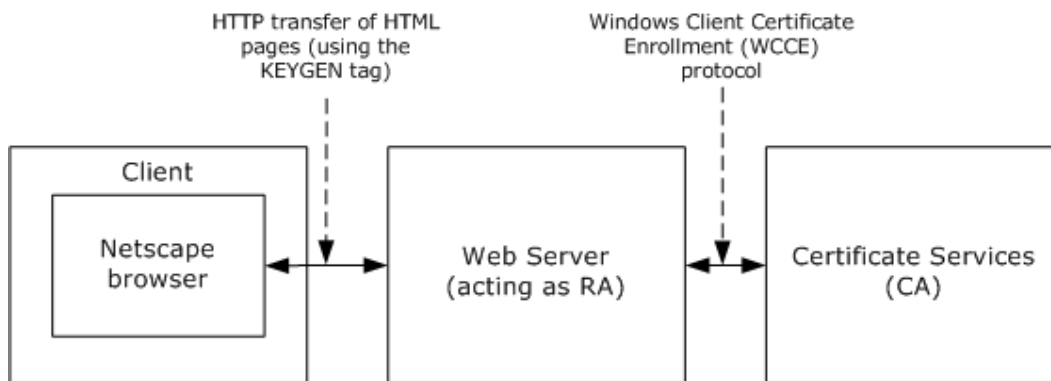 HTTP transfer of HTML
pages (using the
KEYGEN tag)
Windows Client Certificate
Enrollment (WCCE)
protocol
Client
Netscape
browser
Web Server
(acting as RA)
Certificate Services
(CA)